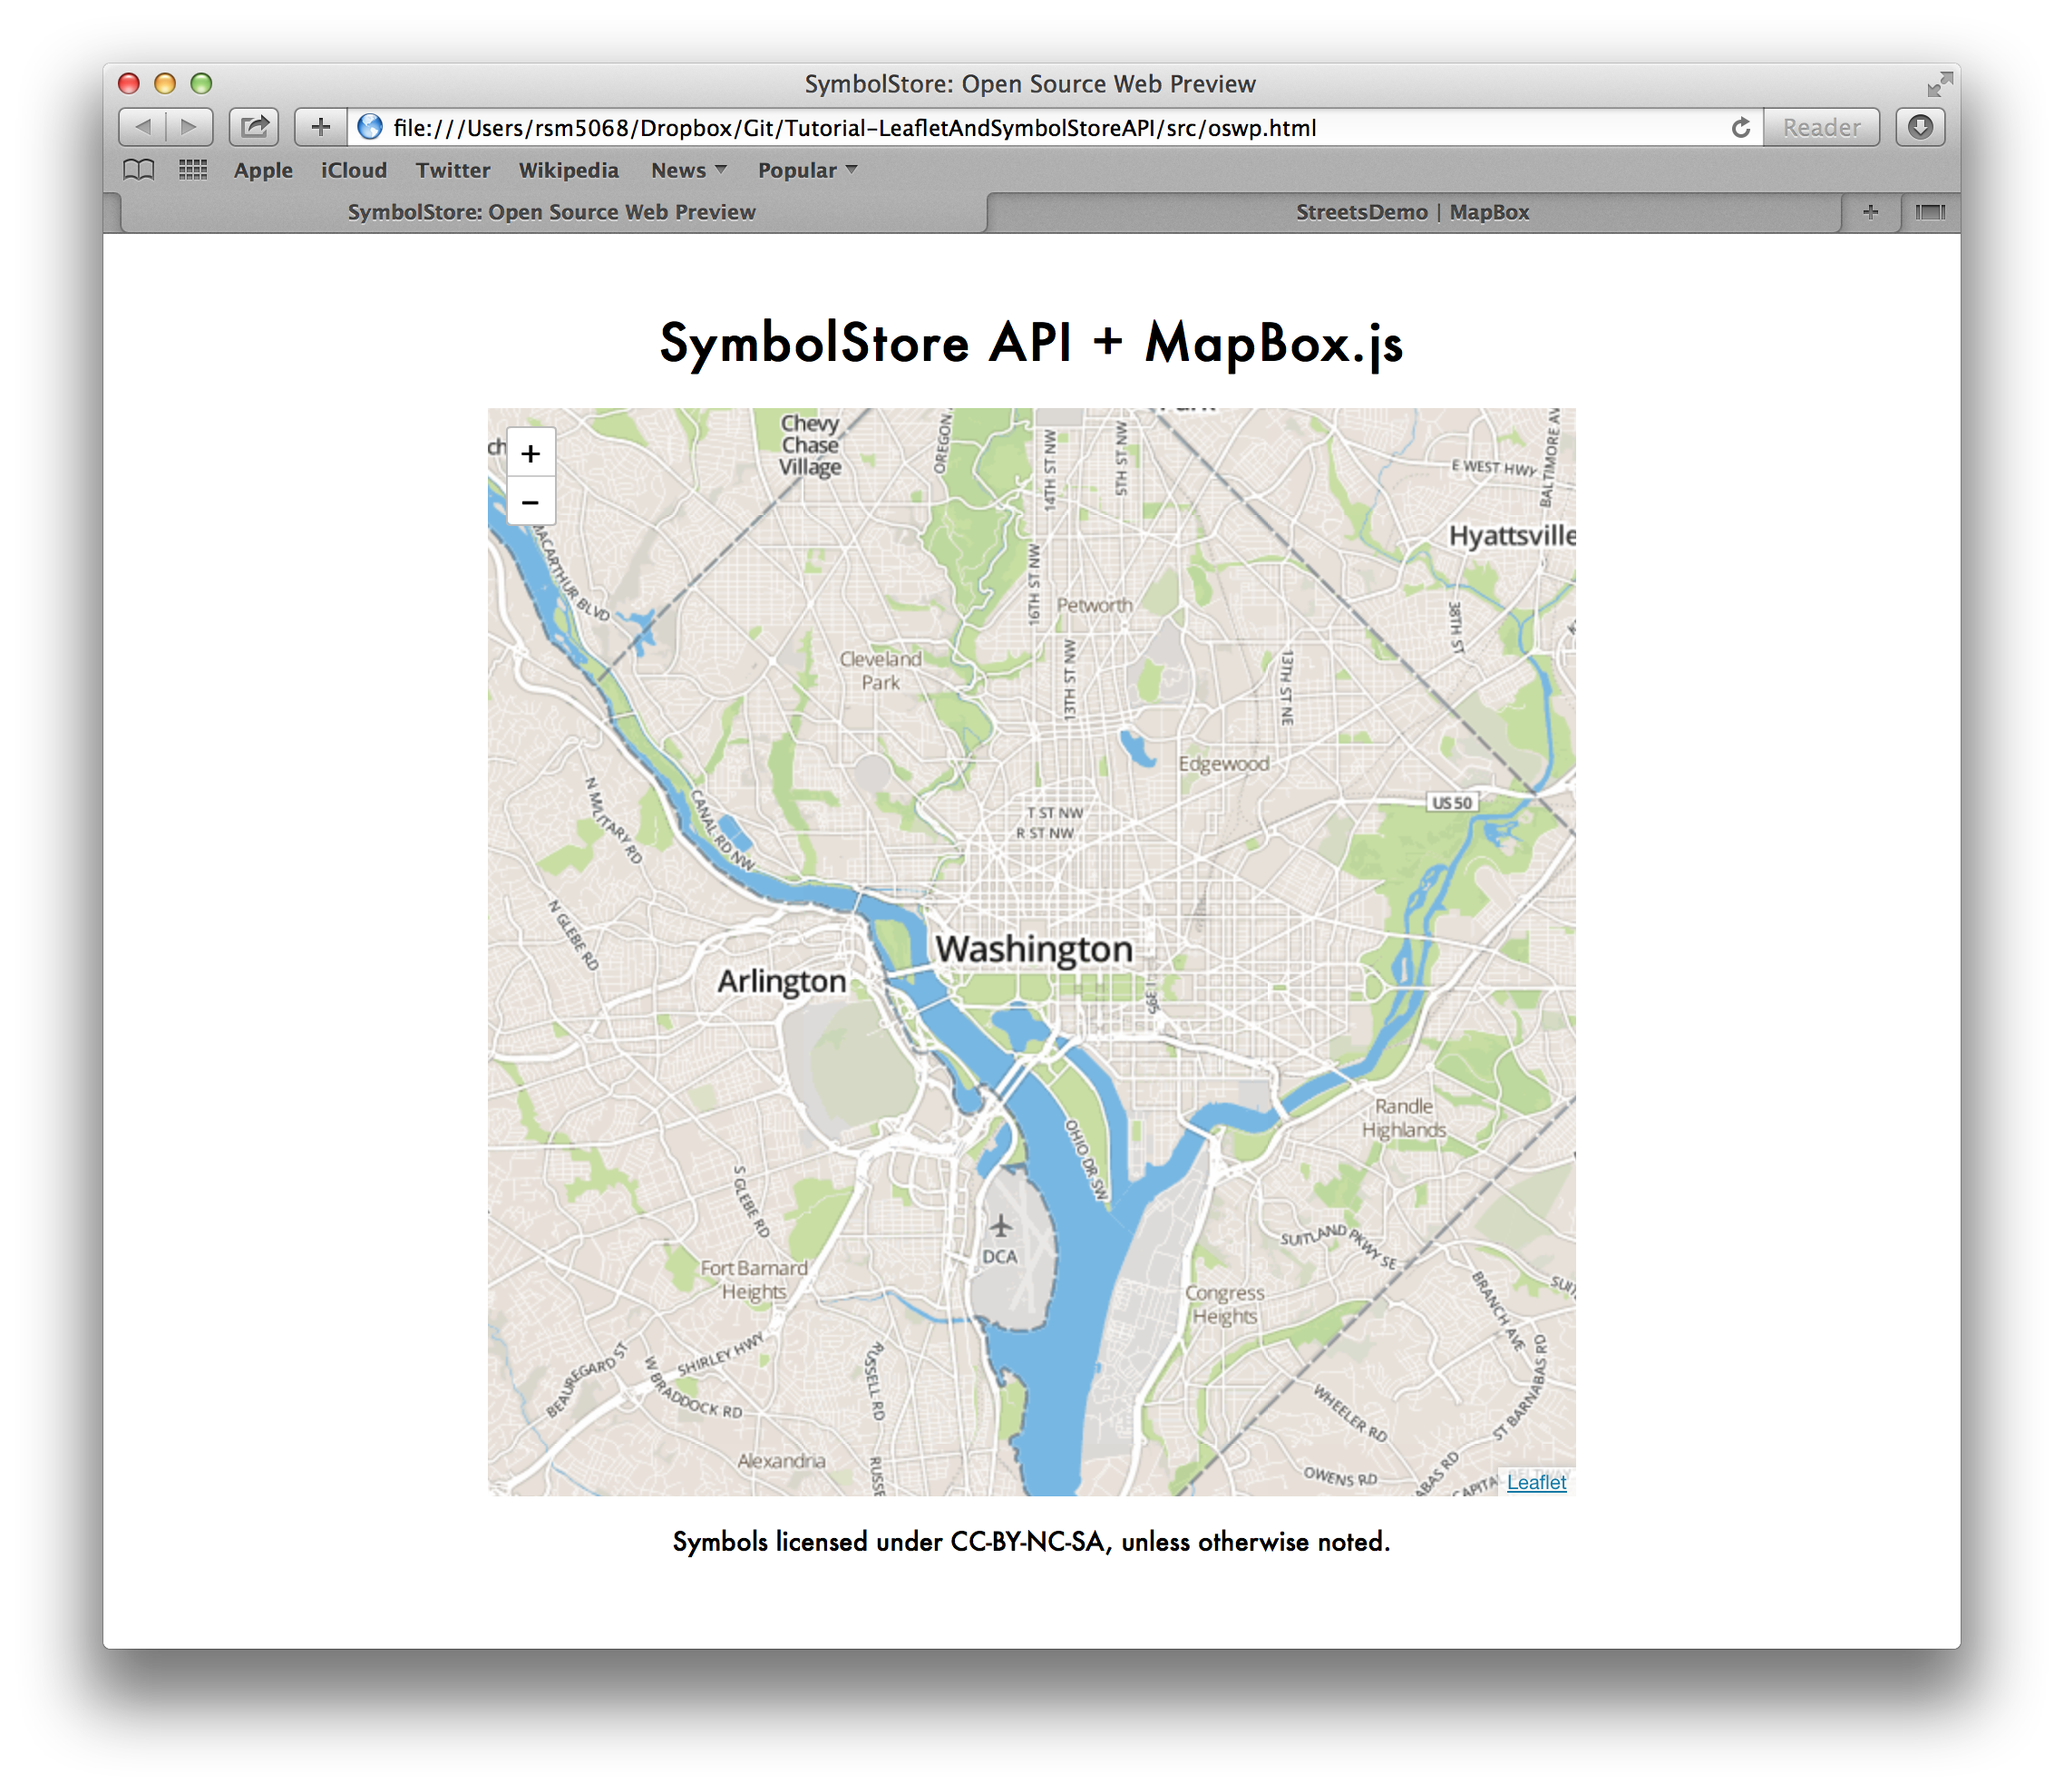 SymbolStore: Open Source Web Preview
file:///Users/rsm5068/Dropbox/Git/Tutorial-LeafletAndSymbolStoreAPI/src/oswp.html
Reader
Apple iCloud Twitter Wikipedia News Popular
SymbolStore: Open Source Web Preview
StreetsDemo | MapBox
SymbolStore API + MapBox.js
+
−
Chevy
Chase
Village
OREGON
14TH ST NW
5TH ST NW
E WEST HWY
BALTIMORE AV
Hyattsville
MACARTHUR BLVD
16TH ST NW
Petworth
38TH ST
Cleveland
Park
13TH ST NW
13TH ST NE
Edgewood
N MILITARY RD
CANAL RD NW
T ST NW
R ST NW
US 50
N GLEBE RD
Washington
Arlington
I 395
Randle
Highlands
OHIO DR SW
S GLEBE RD
DCA
SUITLAND PKWY SE
Fort Barnard
Heights
Congress
Heights
BRANCH AVE
SUIT
BEAUREGARD ST
SHIRLEY HWY
W BRADDOCK RD
RUSSELL RD
WHEELER RD
ST BARNABAS RD
Alexandria
RUSSE
OWENS RD
ABAS RD
CAPITA
Leaflet
Symbols licensed under CC-BY-NC-SA, unless otherwise noted.